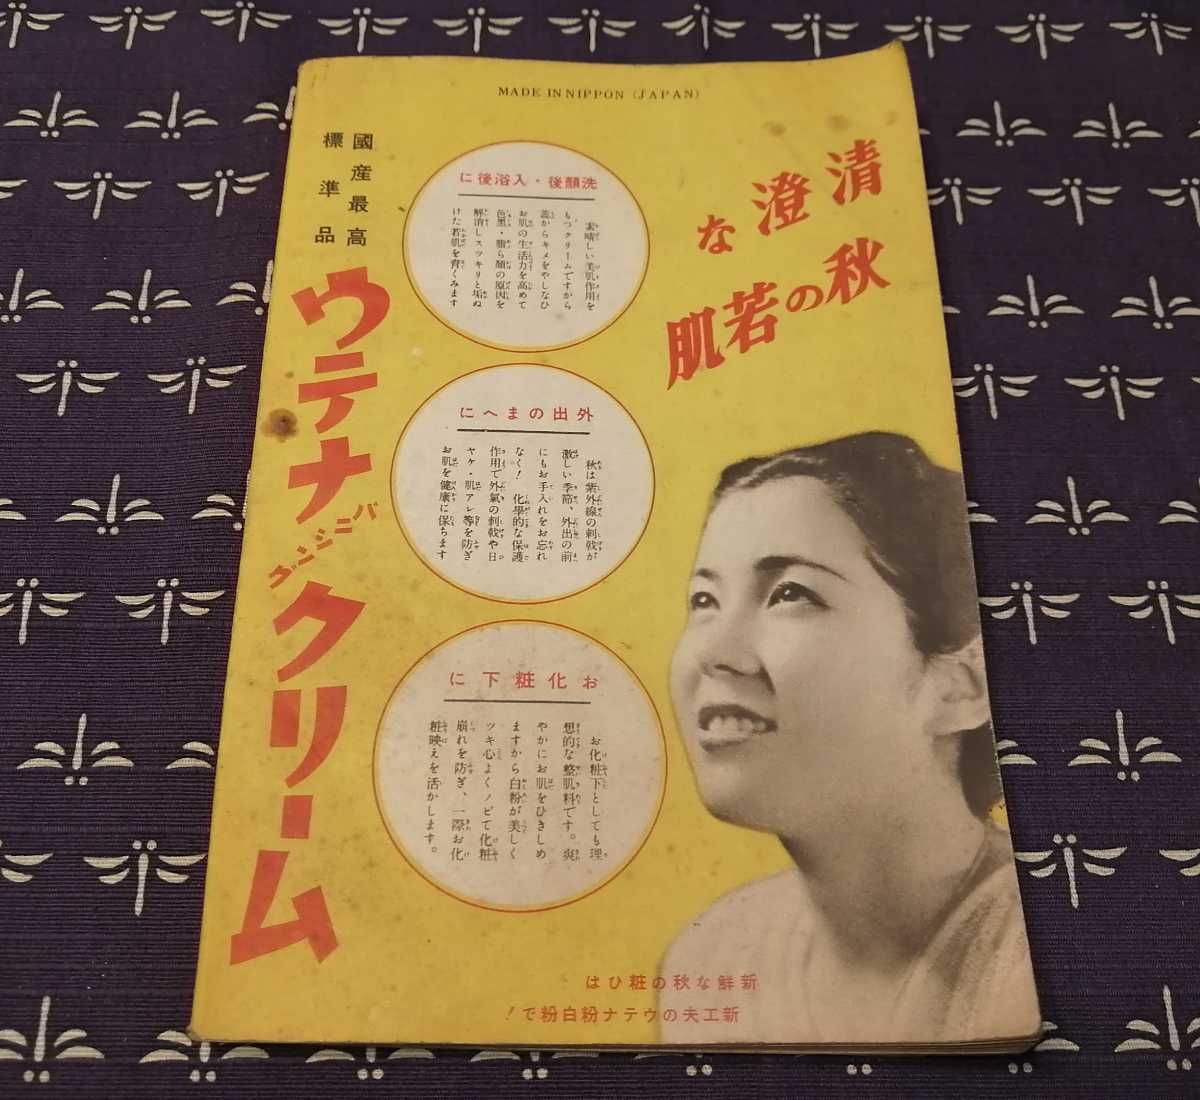 MADE IN NIPPON (JAPAN)
清澄な
秋の若肌
洗顏後・入浴後に
素晴しい美肌作用を
もつクリームですから
蕊からキメをやしなひ
お肌の生活力を高めて
色黑・脂ら顏の原因を
解消しスツキリと垢ぬ
けた若肌を育くみます
外出のまへに
秋は紫外線の刺戟が
激しい季節、外出の前
にもお手入れをお忘れ
なく! 化學的な保護
作用で外氣の刺戟や日
ヤケ・肌アレ等を防ぎ
お肌を健康に保ちます
お化粧下に
お化粧下としても理
想的な整肌料です。爽
やかにお肌をひきしめ
ますから白粉が美しく
ツキ心よくノビて化粧
崩れを防ぎ、一際お化
粧映えを活かします。
國産最高
標準品
ウテナ
バニシング
クリーム
新鮮な秋の粧ひは
新工夫のウテナ粉白粉で!